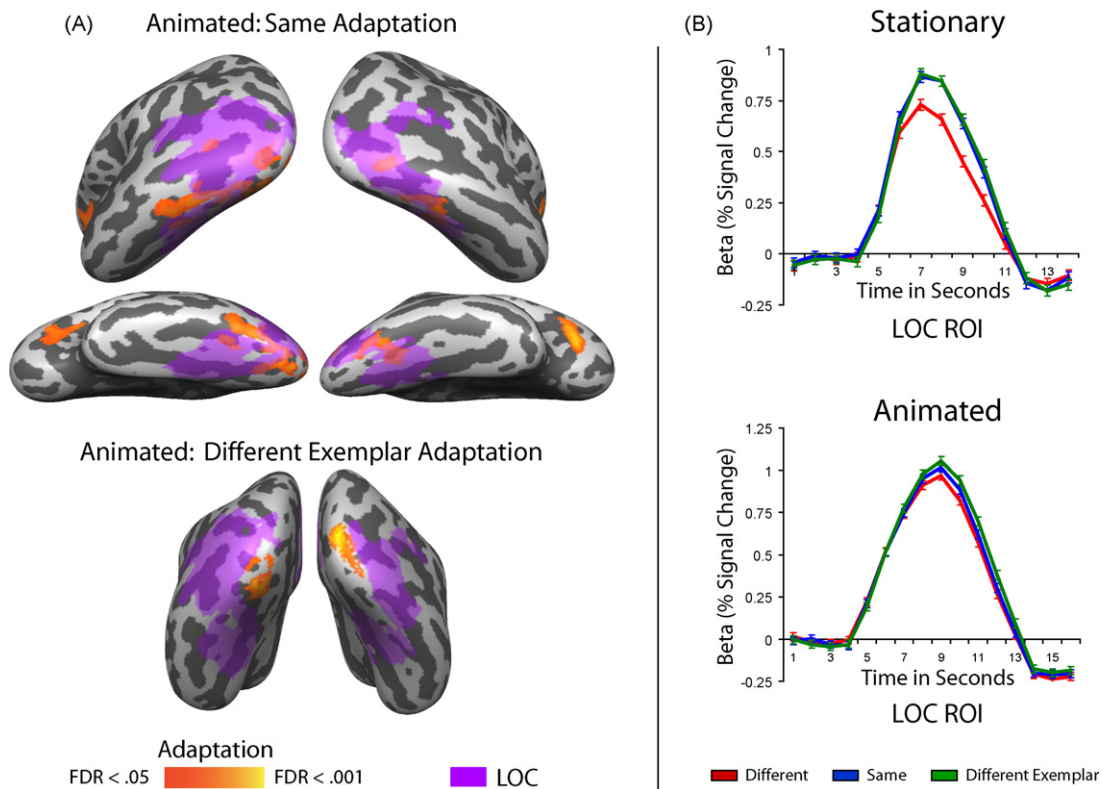 (A)
Animated: Same Adaptation
Animated: Different Exemplar Adaptation
Adaptation
FDR < .05
FDR < .001
LOC
(B)
Stationary
Beta (% Signal Change)
1
0.75
0.5
0.25
0
-0.25
1 3 5 7 9 11 13
Time in Seconds
LOC ROI
Animated
Beta (% Signal Change)
1.25
1
0.75
0.5
0.25
0
-0.25
1 3 5 7 9 11 13 15
Time in Seconds
LOC ROI
Different Same Different Exemplar